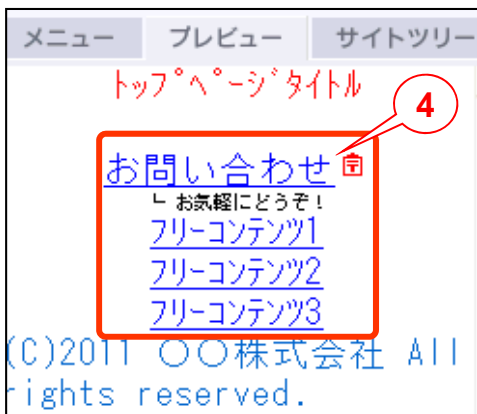 メニュー プレビュー サイトツリー
トップページタイトル
4
お問い合わせ
└ お気軽にどうぞ!
フリーコンテンツ1
フリーコンテンツ2
フリーコンテンツ3
(C)2011 〇〇株式会社 All
rights reserved.